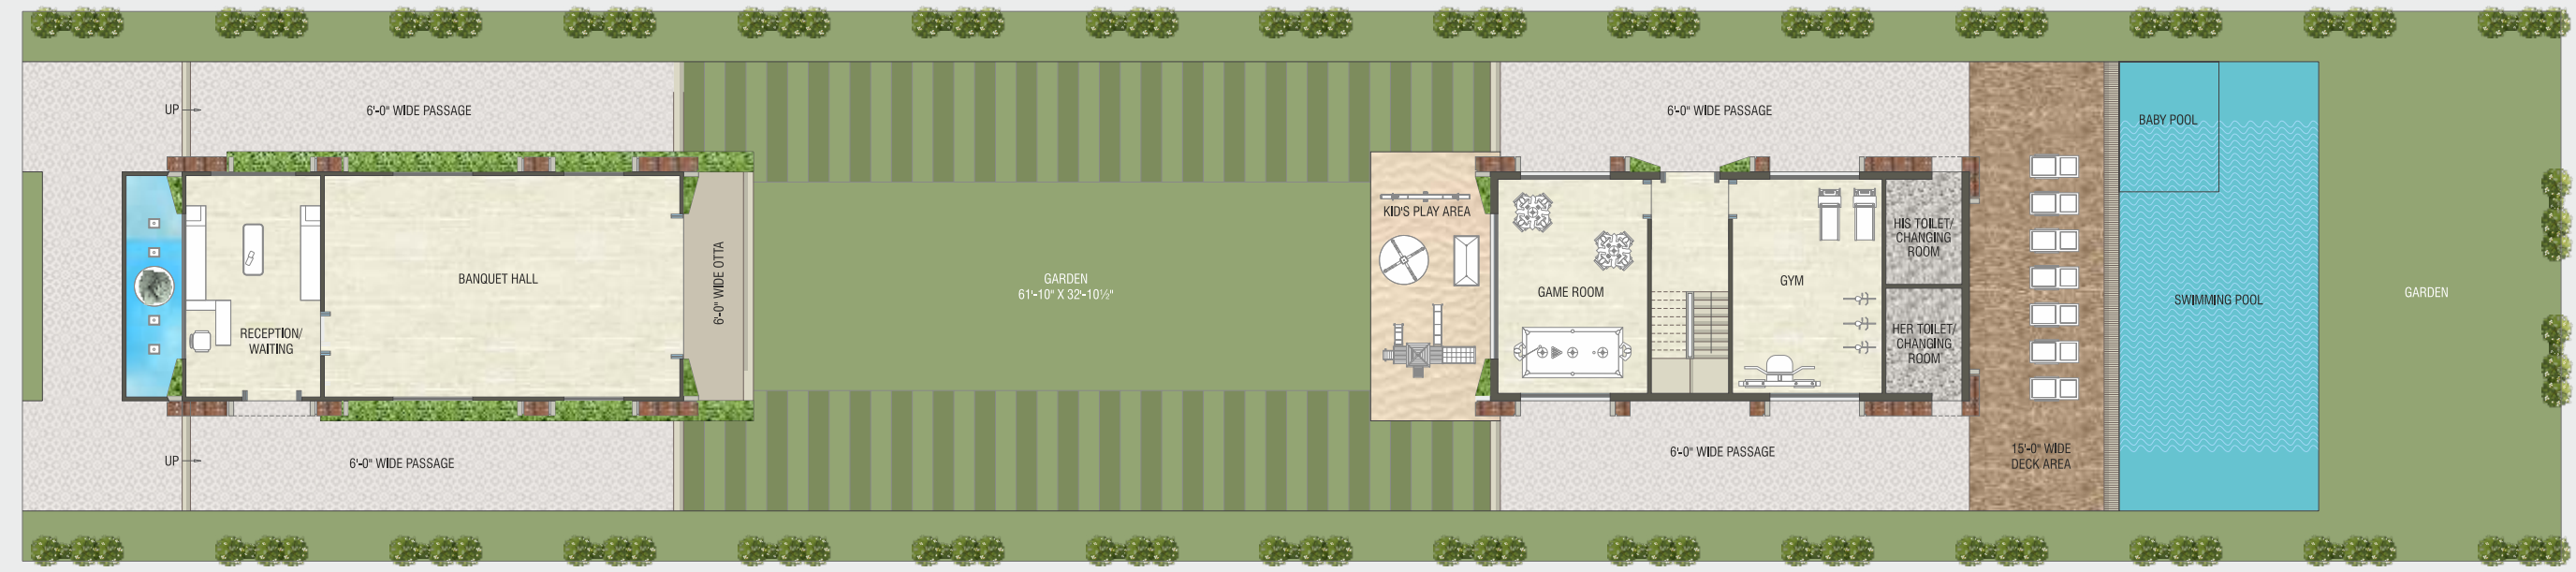 UP
6'-0" WIDE PASSAGE
RECEPTION/
WAITING
BANQUET HALL
6'-0" WIDE OTTA
UP
6'-0" WIDE PASSAGE
GARDEN
61'-10" X 32'-10½"
KID'S PLAY AREA
6'-0" WIDE PASSAGE
GAME ROOM
GYM
HIS TOILET/
CHANGING
ROOM
HER TOILET/
CHANGING
ROOM
6'-0" WIDE PASSAGE
15'-0" WIDE
DECK AREA
BABY POOL
SWIMMING POOL
GARDEN